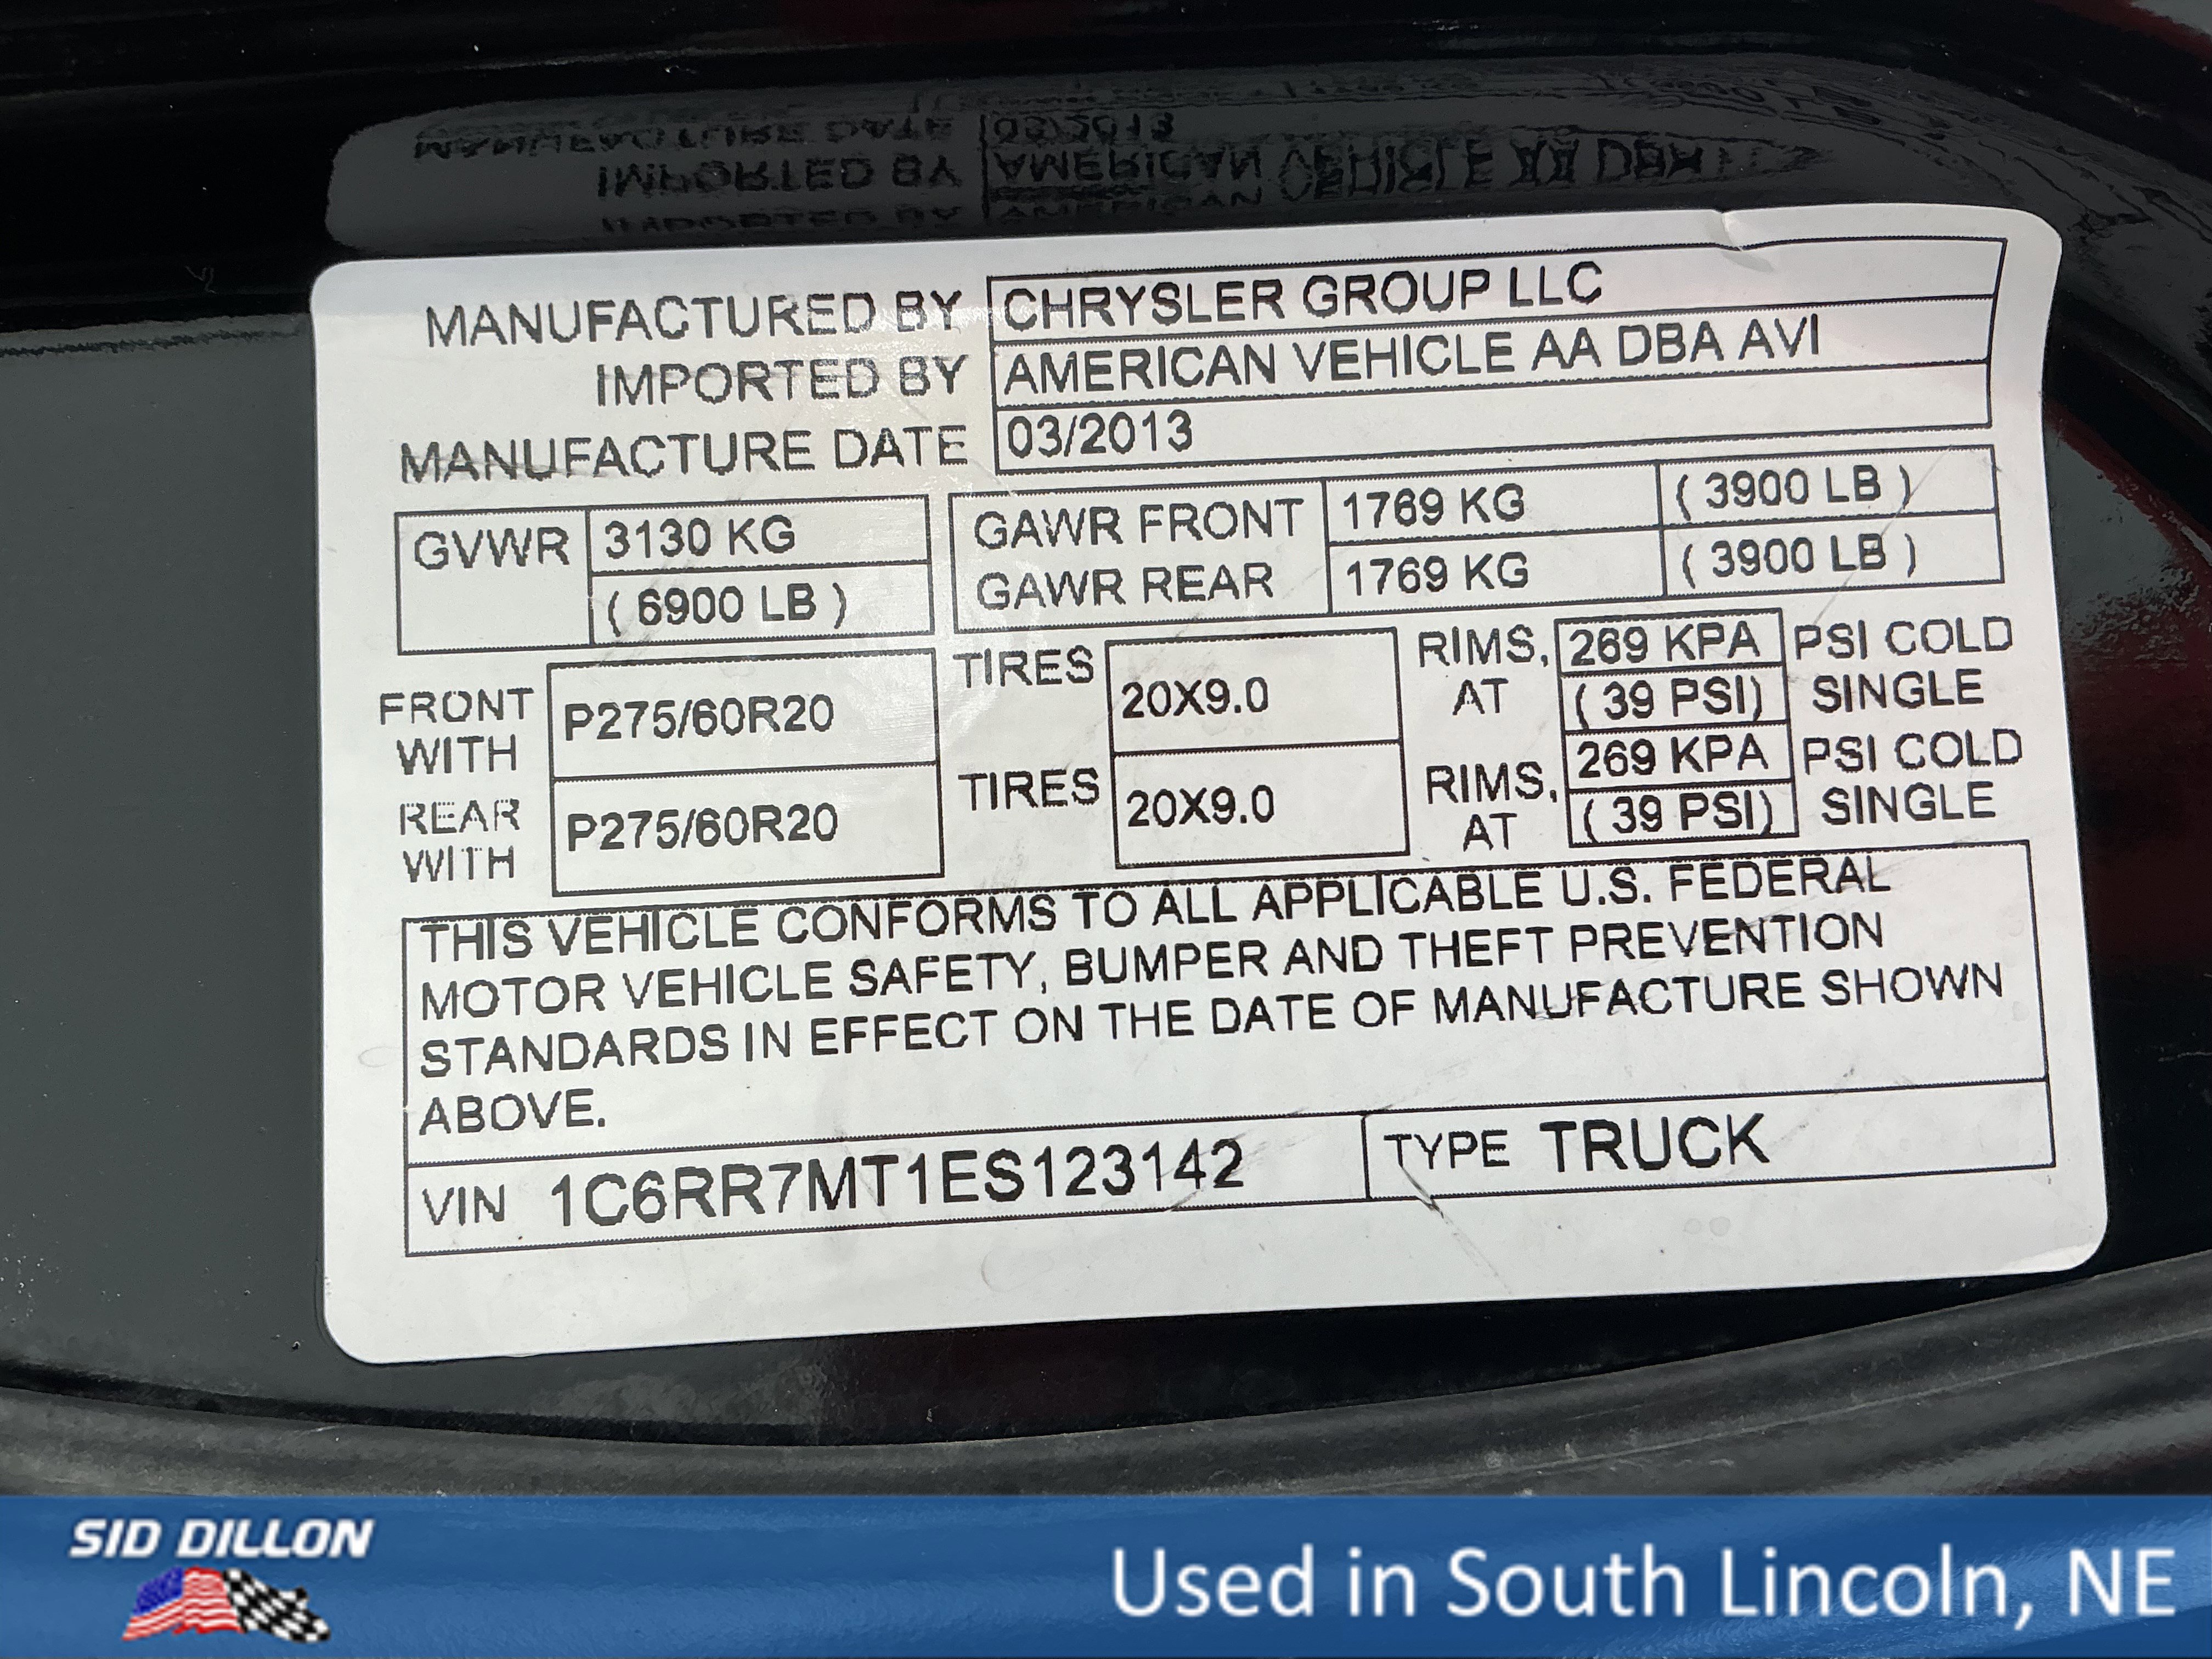 MANUFACTURED BY CHRYSLER GROUP LLC
IMPORTED BY AMERICAN VEHICLE AA DBA AVI
MANUFACTURE DATE 03/2013
GVWR 3130 KG
( 6900 LB )
GAWR FRONT 1769 KG ( 3900 LB )
GAWR REAR 1769 KG ( 3900 LB )
FRONT WITH P275/60R20 TIRES 20X9.0 RIMS, AT 269 KPA ( 39 PSI) PSI COLD SINGLE
REAR WITH P275/60R20 TIRES 20X9.0 RIMS, AT 269 KPA ( 39 PSI) PSI COLD SINGLE
THIS VEHICLE CONFORMS TO ALL APPLICABLE U.S. FEDERAL
MOTOR VEHICLE SAFETY, BUMPER AND THEFT PREVENTION
STANDARDS IN EFFECT ON THE DATE OF MANUFACTURE SHOWN
ABOVE.
VIN 1C6RR7MT1ES123142 TYPE TRUCK
SID DILLON
Used in South Lincoln, NE